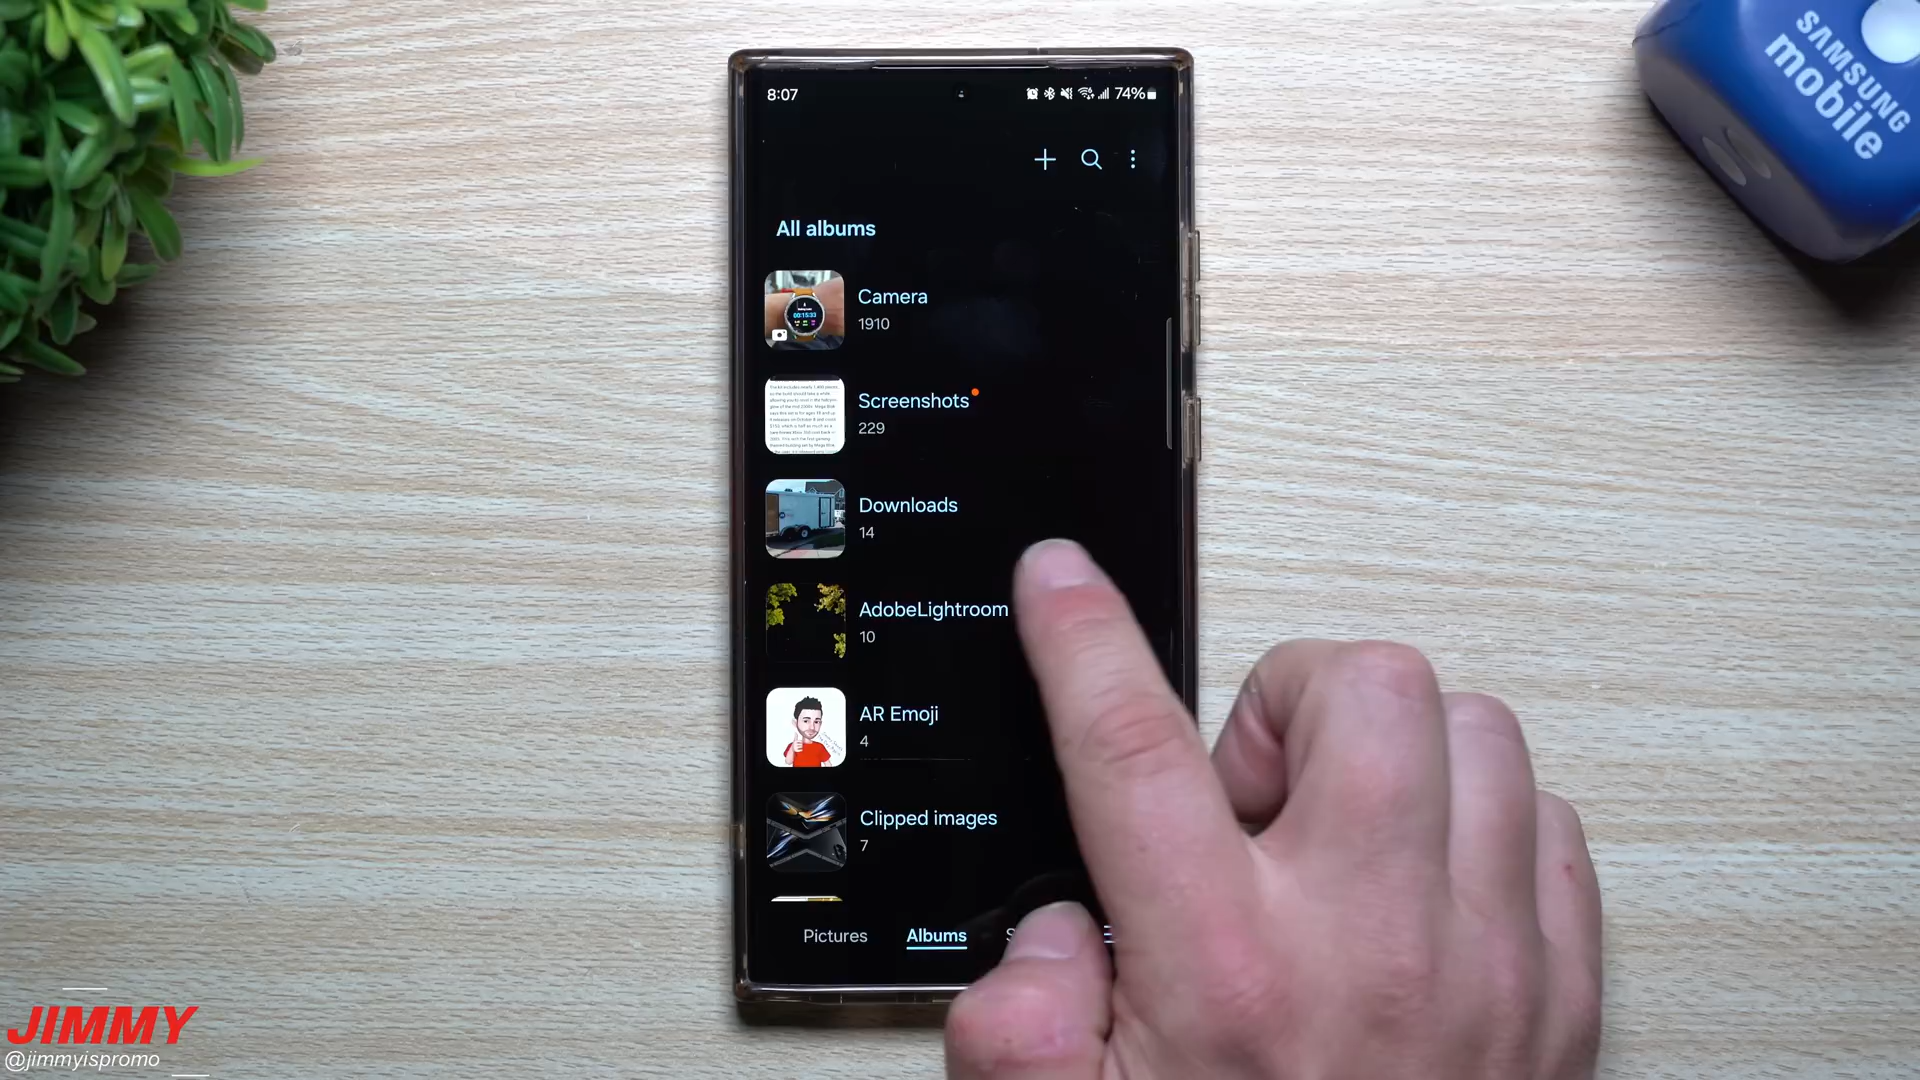 SAMSUNG
mobile
8:07
74%
All albums
Camera
1910
Screenshots
229
Downloads
14
AdobeLightroom
10
AR Emoji
4
Clipped images
7
Pictures
Albums
JIMMY
@jimmyispromo